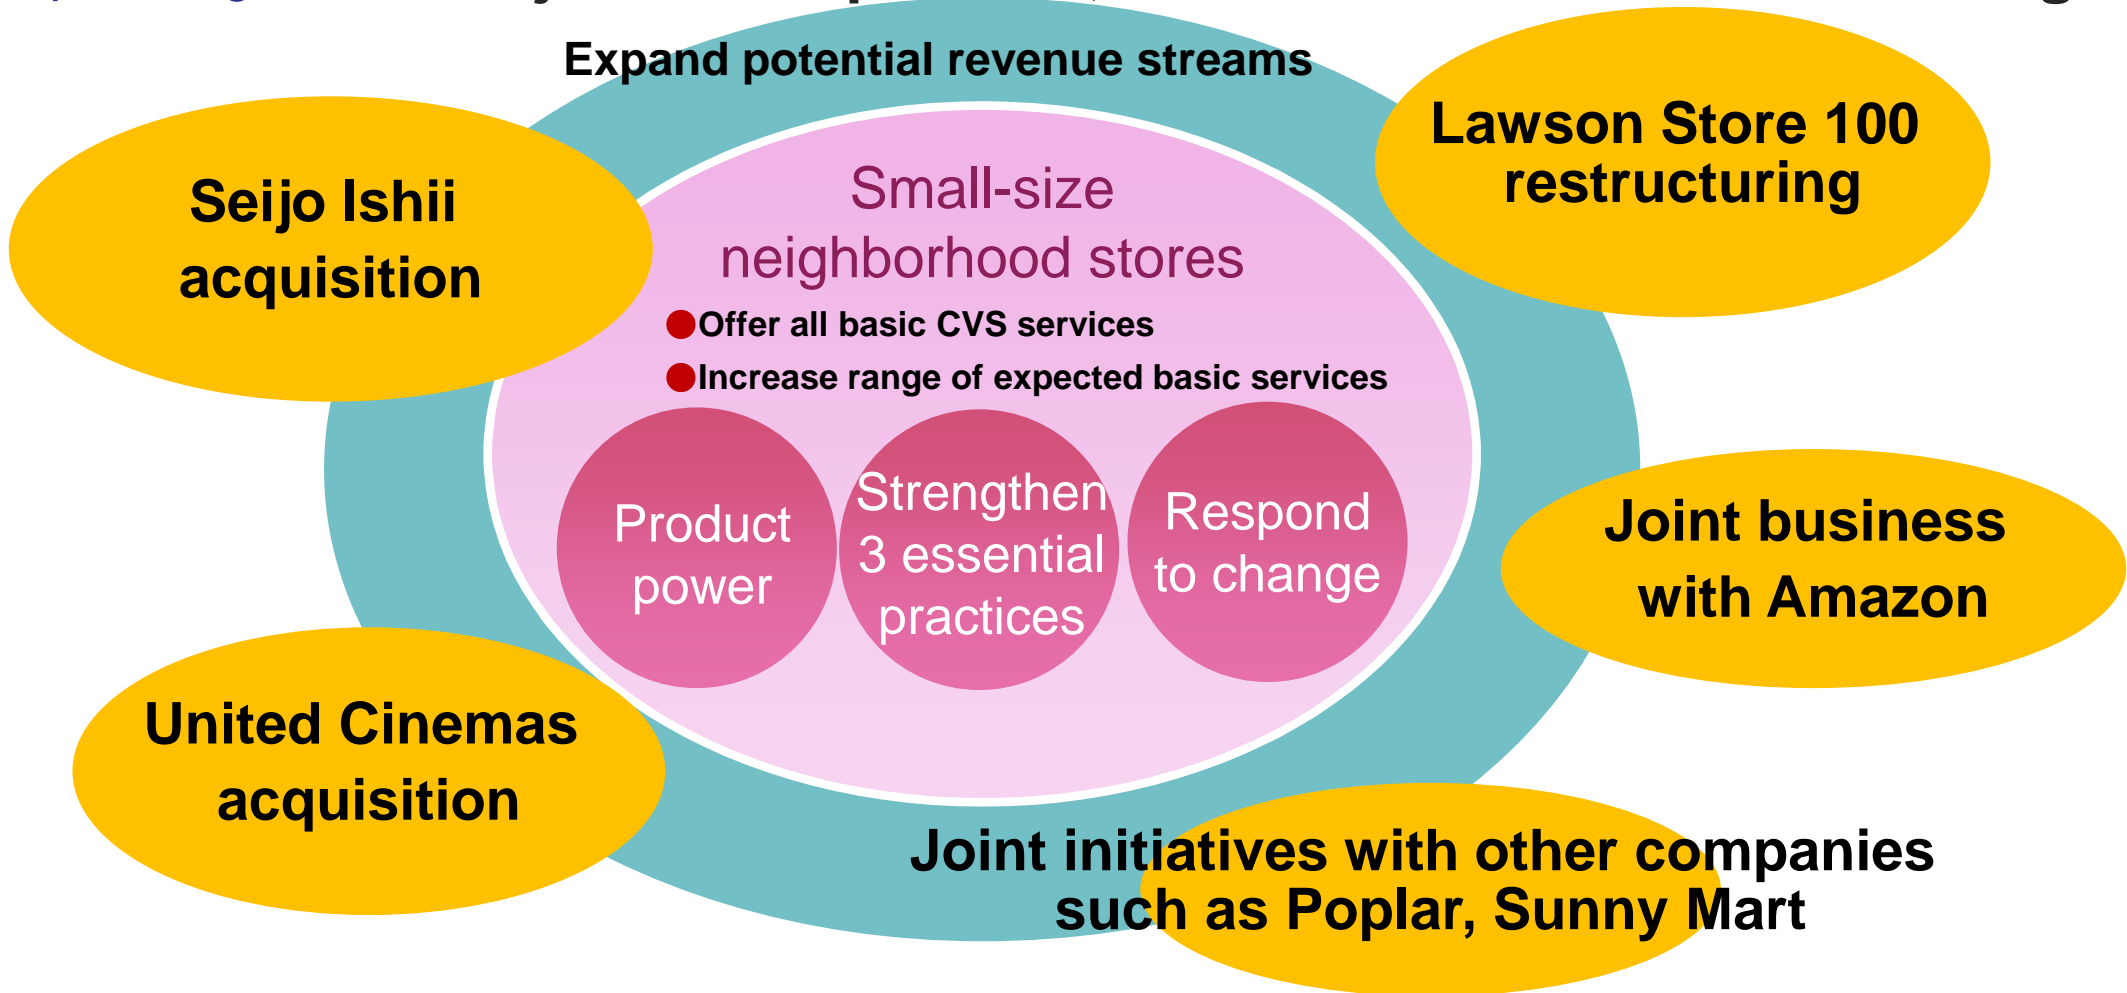 Expand potential revenue streams
Lawson Store 100
restructuring
Seijo Ishii
acquisition
Small-size
neighborhood stores
●Offer all basic CVS services
●Increase range of expected basic services
Product
power
Strengthen
3 essential
practices
Respond
to change
Joint business
with Amazon
United Cinemas
acquisition
Joint initiatives with other companies
such as Poplar, Sunny Mart